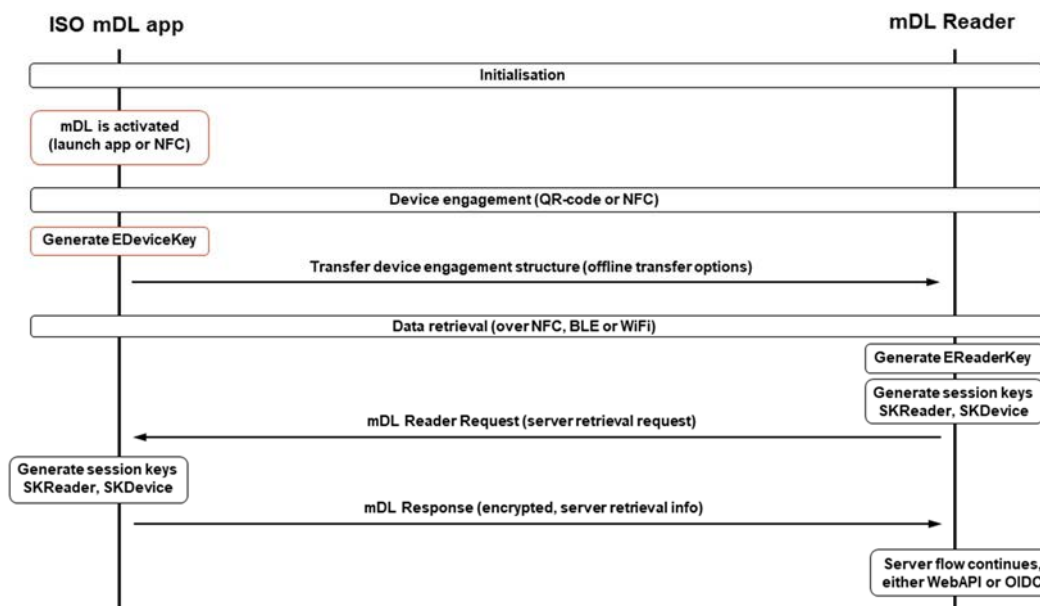 ISO mDL app
mDL Reader
Initialisation
mDL is activated
(launch app or NFC)
Device engagement (QR-code or NFC)
Generate EDeviceKey
Transfer device engagement structure (offline transfer options)
Data retrieval (over NFC, BLE or WiFi)
Generate EReaderKey
Generate session keys
SKReader, SKDevice
mDL Reader Request (server retrieval request)
Generate session keys
SKReader, SKDevice
mDL Response (encrypted, server retrieval info)
Server flow continues,
either WebAPI or OIDC